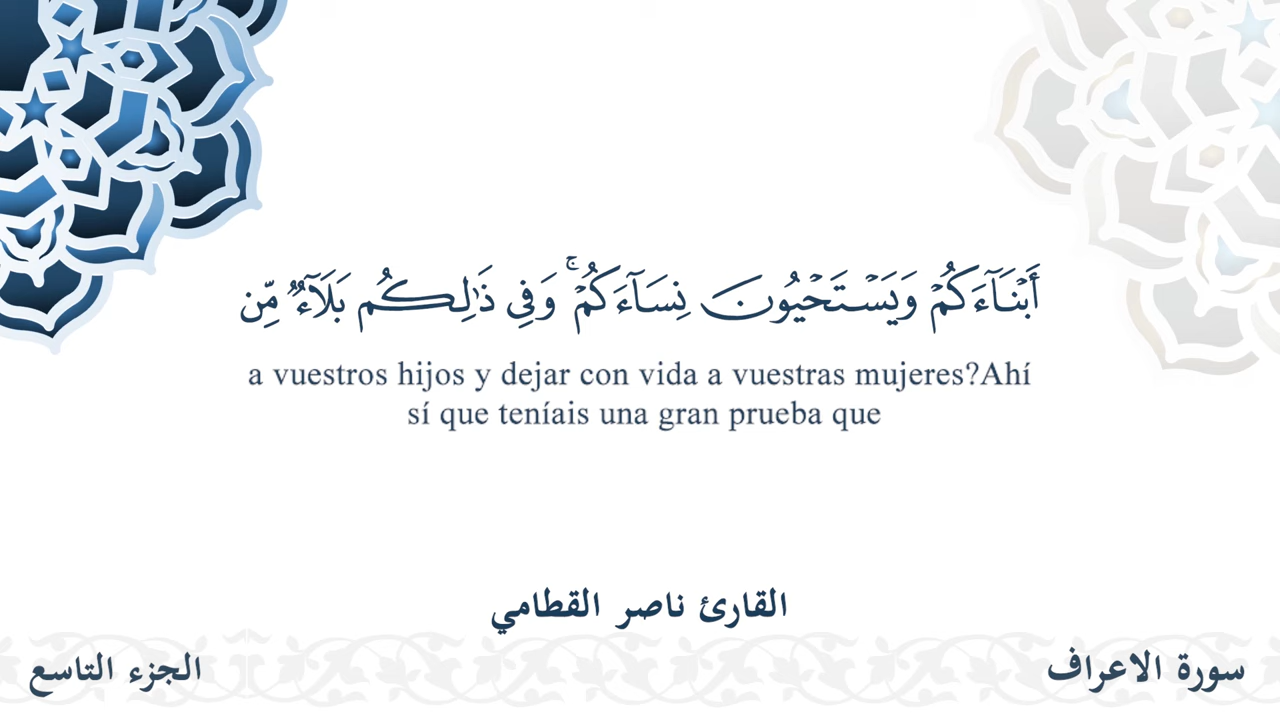 أَبۡنَآءَكُمۡ وَيَسۡتَحۡيُونَ نِسَآءَكُمۡۚ وَفِي ذَٰلِكُم بَلَآءٞ مِّن
a vuestros hijos y dejar con vida a vuestras mujeres?Ahí
sí que teníais una gran prueba que
القارئ ناصر القطامي
سورة الاعراف
الجزء التاسع